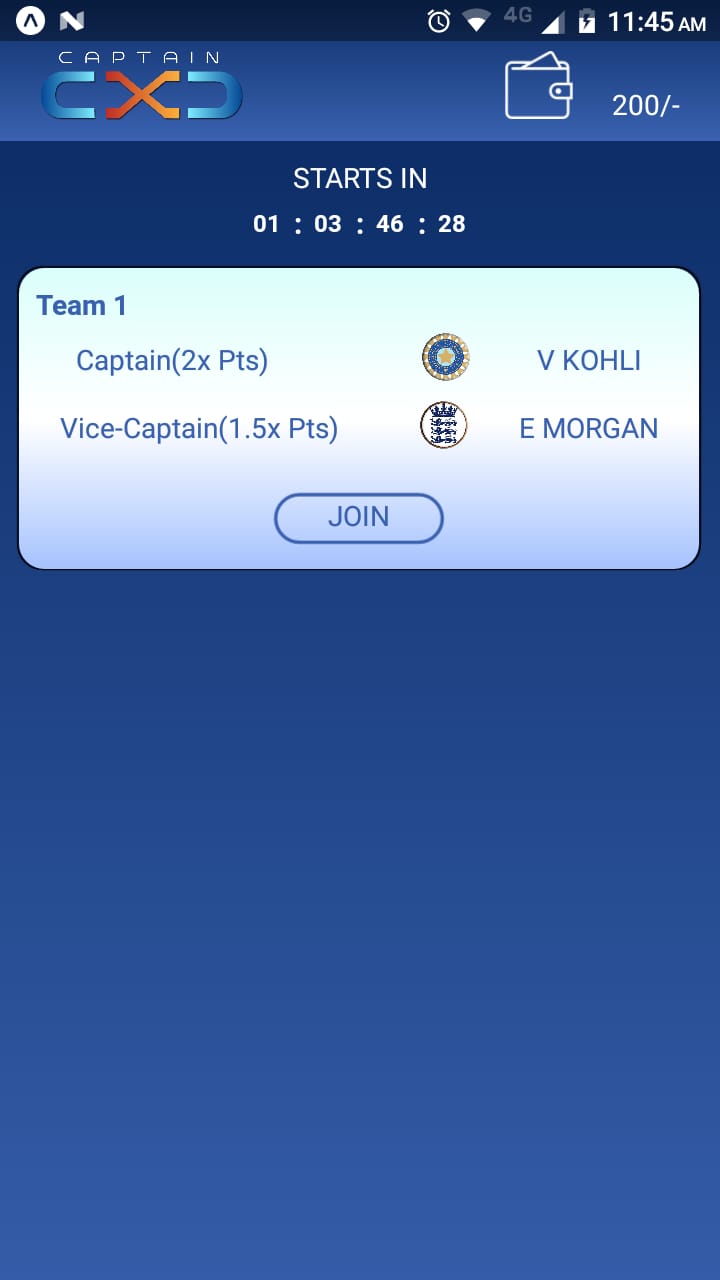 4G 11:45 AM
CAPTAIN
CXD
200/-
STARTS IN
01 : 03 : 46 : 28
Team 1
Captain(2x Pts) V KOHLI
Vice-Captain(1.5x Pts) E MORGAN
JOIN